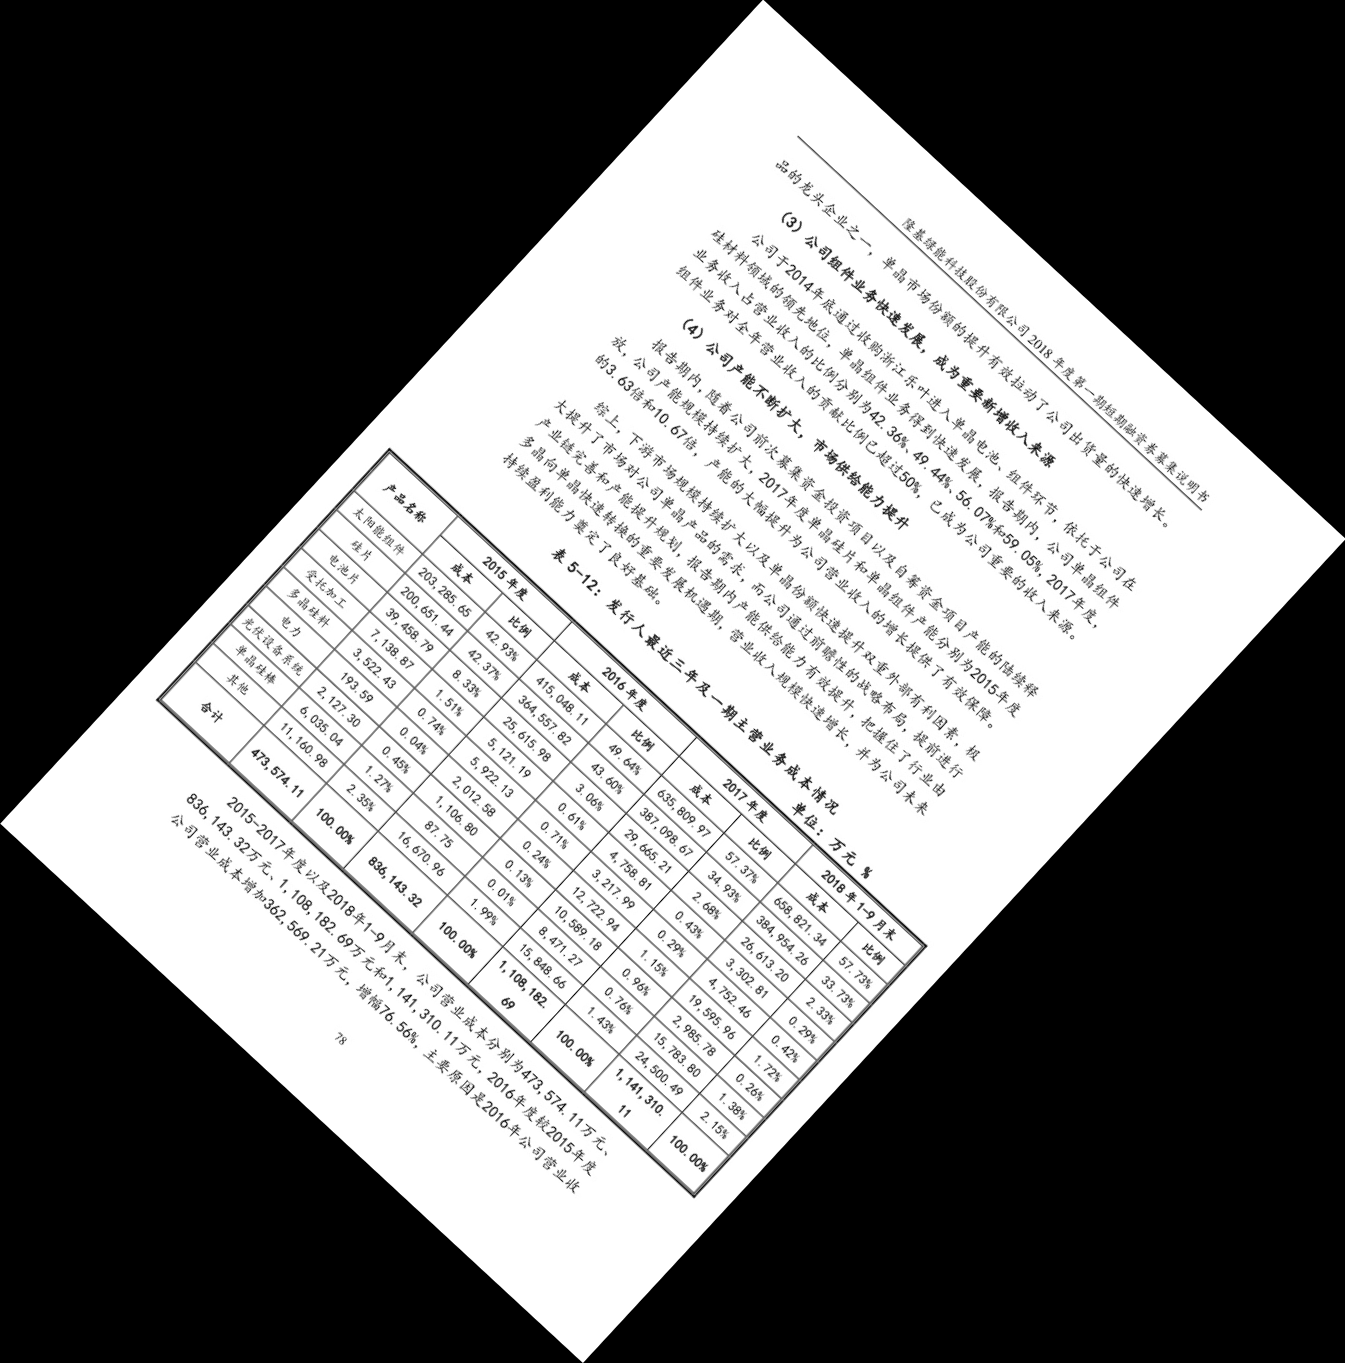 隆基绿能科技股份有限公司 2018 年度第一期短期融资券募集说明书
品的龙头企业之一，单晶市场份额的提升有效拉动了公司出货量的快速增长。
（3）公司组件业务快速发展，成为重要新增收入来源
公司于2014年底通过收购浙江乐叶进入单晶电池、组件环节，依托于公司在
硅材料领域的领先地位，单晶组件业务得到快速发展，报告期内，公司单晶组件
业务收入占营业收入的比例分别为42.36%、49.44%、56.07%和59.05%，2017年度，
组件业务对全年营业收入的贡献比例已超过50%，已成为公司重要的收入来源。
（4）公司产能不断扩大，市场供给能力提升
报告期内，随着公司前次募集资金投资项目以及自筹资金项目产能的陆续释
放，公司产能规模持续扩大，2017年度单晶硅片和单晶组件产能分别为2015年度
的3.63倍和10.67倍，产能的大幅提升为公司营业收入的增长提供了有效保障。
综上，下游市场规模持续扩大以及单晶份额快速提升双重外部有利因素，极
大提升了市场对公司单晶产品的需求，而公司通过前瞻性的战略布局，提前进行
产业链完善和产能提升规划，报告期内产能供给能力有效提升，把握住了行业由
多晶向单晶快速转换的重要发展机遇期，营业收入规模快速增长，并为公司未来
持续盈利能力奠定了良好基础。
表 5-12：发行人最近三年及一期主营业务成本情况
单位：万元 %
产品名称 2015 年度 2016 年度 2017 年度 2018 年 1-9 月末
成本 比例 成本 比例 成本 比例 成本 比例
太阳能组件 203,285.65 42.93% 415,048.11 49.64% 635,809.97 57.37% 658,821.34 57.73%
硅片 200,651.44 42.37% 364,557.82 43.60% 387,098.67 34.93% 384,954.26 33.73%
电池片 39,458.79 8.33% 25,615.98 3.06% 29,665.21 2.68% 26,613.20 2.33%
受托加工 7,138.87 1.51% 5,121.19 0.61% 4,758.81 0.43% 3,302.81 0.29%
多晶硅料 3,522.43 0.74% 5,922.13 0.71% 3,217.99 0.29% 4,752.46 0.42%
电力 193.59 0.04% 2,012.58 0.24% 12,722.94 1.15% 19,595.96 1.72%
光伏设备系统 2,127.30 0.45% 1,106.80 0.13% 10,589.18 0.96% 2,985.78 0.26%
单晶硅棒 6,035.04 1.27% 87.75 0.01% 8,471.27 0.76% 15,783.80 1.38%
其他 11,160.98 2.35% 16,670.96 1.99% 15,848.66 1.43% 24,500.49 2.15%
合计 473,574.11 100.00% 836,143.32 100.00% 1,108,182.69 100.00% 1,141,310.11 100.00%
2015-2017年度以及2018年1-9月末，公司营业成本分别为473,574.11万元、
836,143.32万元、1,108,182.69万元和1,141,310.11万元，2016年度较2015年度
公司营业成本增加362,569.21万元，增幅76.56%，主要原因是2016年公司营业收
78